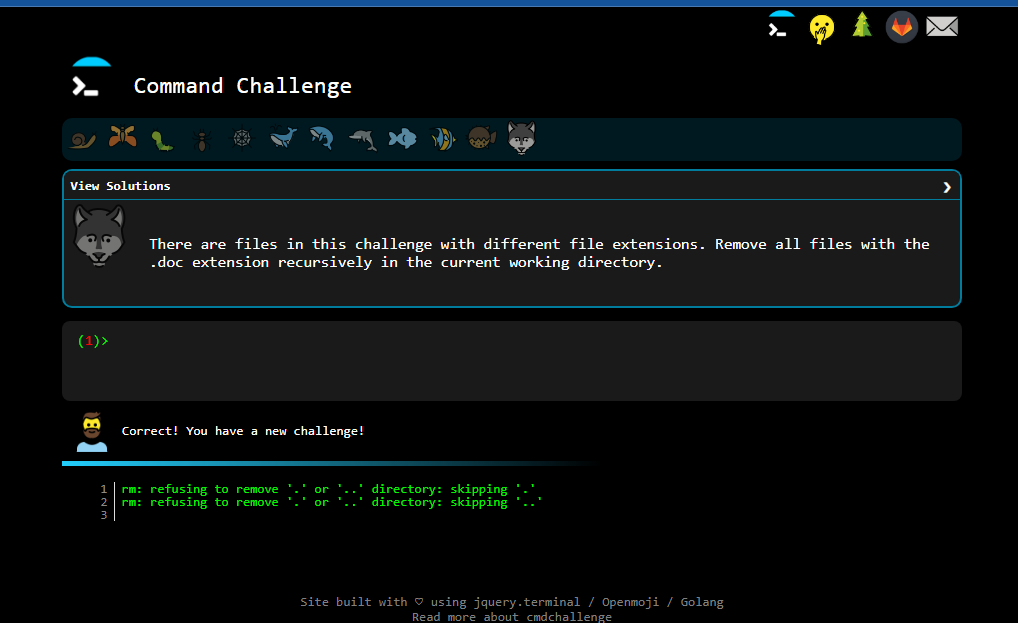 Command Challenge
View Solutions
There are files in this challenge with different file extensions. Remove all files with the
.doc extension recursively in the current working directory.
(1)>
Correct! You have a new challenge!
1 rm: refusing to remove '.' or '..' directory: skipping '.'
2 rm: refusing to remove '.' or '..' directory: skipping '..'
3
Site built with ♡ using jquery.terminal / Openmoji / Golang
Read more about cmdchallenge